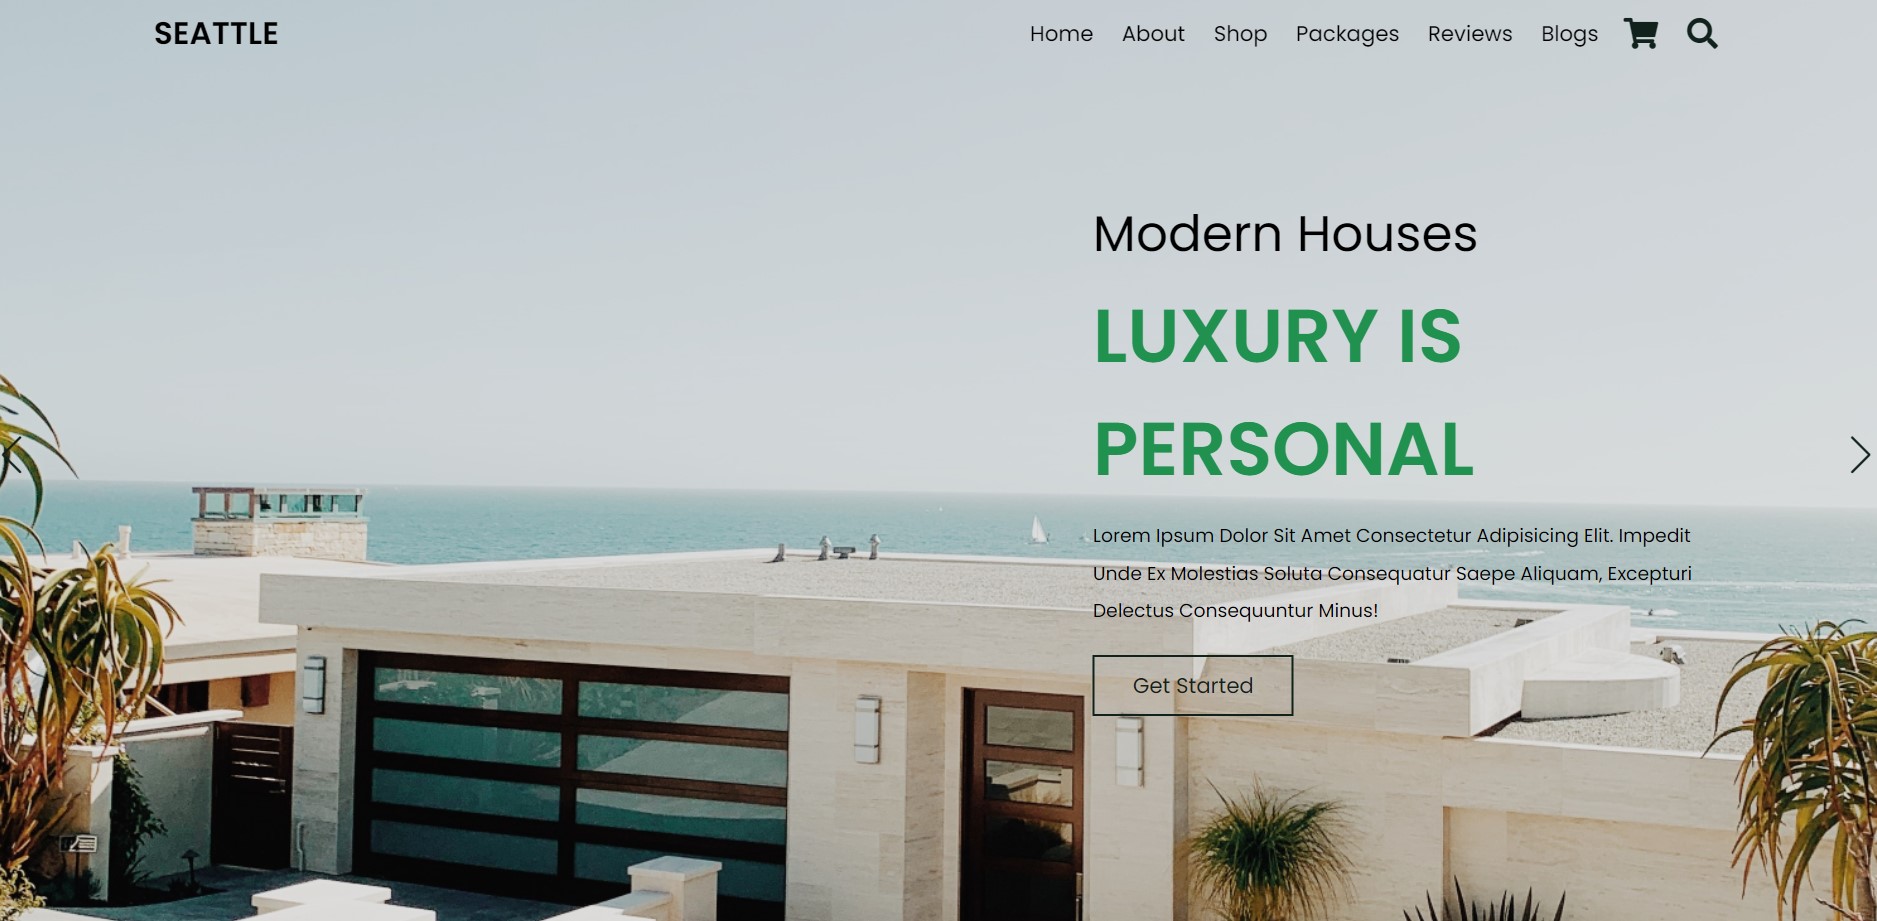 SEATTLE
Home About Shop Packages Reviews Blogs
Modern Houses
LUXURY IS
PERSONAL
Lorem Ipsum Dolor Sit Amet Consectetur Adipisicing Elit. Impedit
Unde Ex Molestias Soluta Consequatur Saepe Aliquam, Excepturi
Delectus Consequuntur Minus!
Get Started